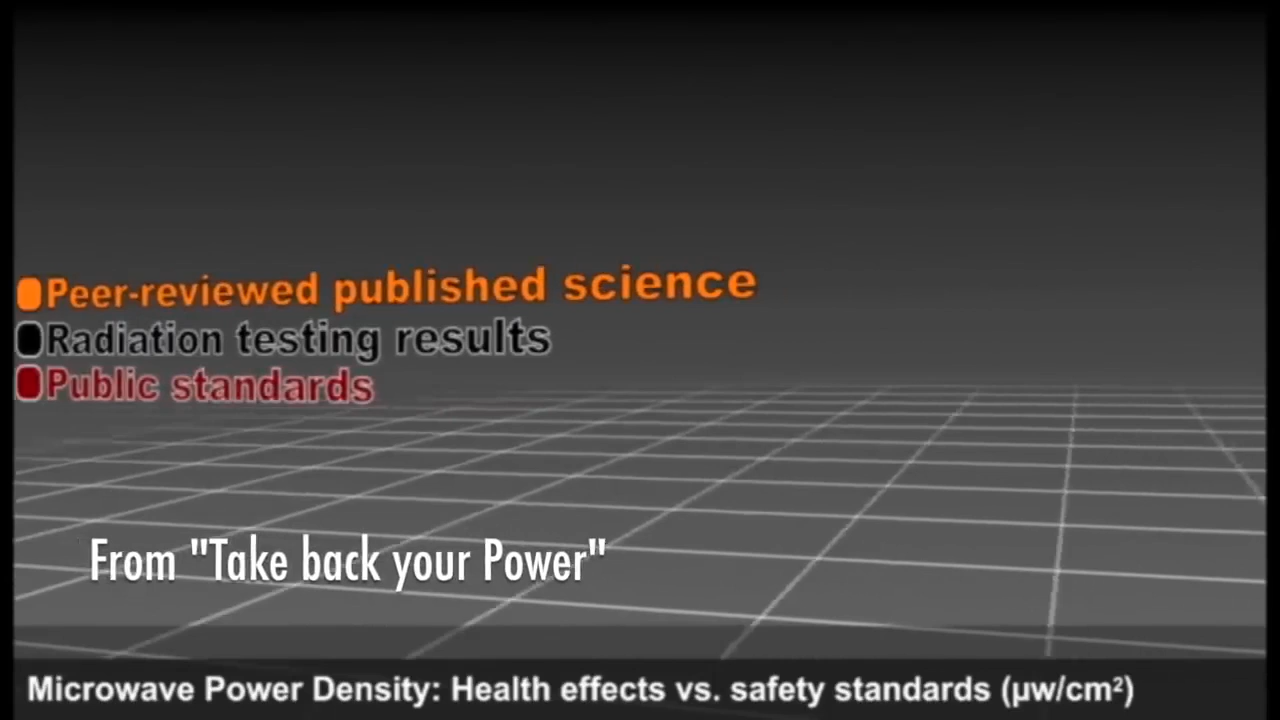 Peer-reviewed published science
Radiation testing results
Public standards
From "Take back your Power"
Microwave Power Density: Health effects vs. safety standards (µw/cm²)